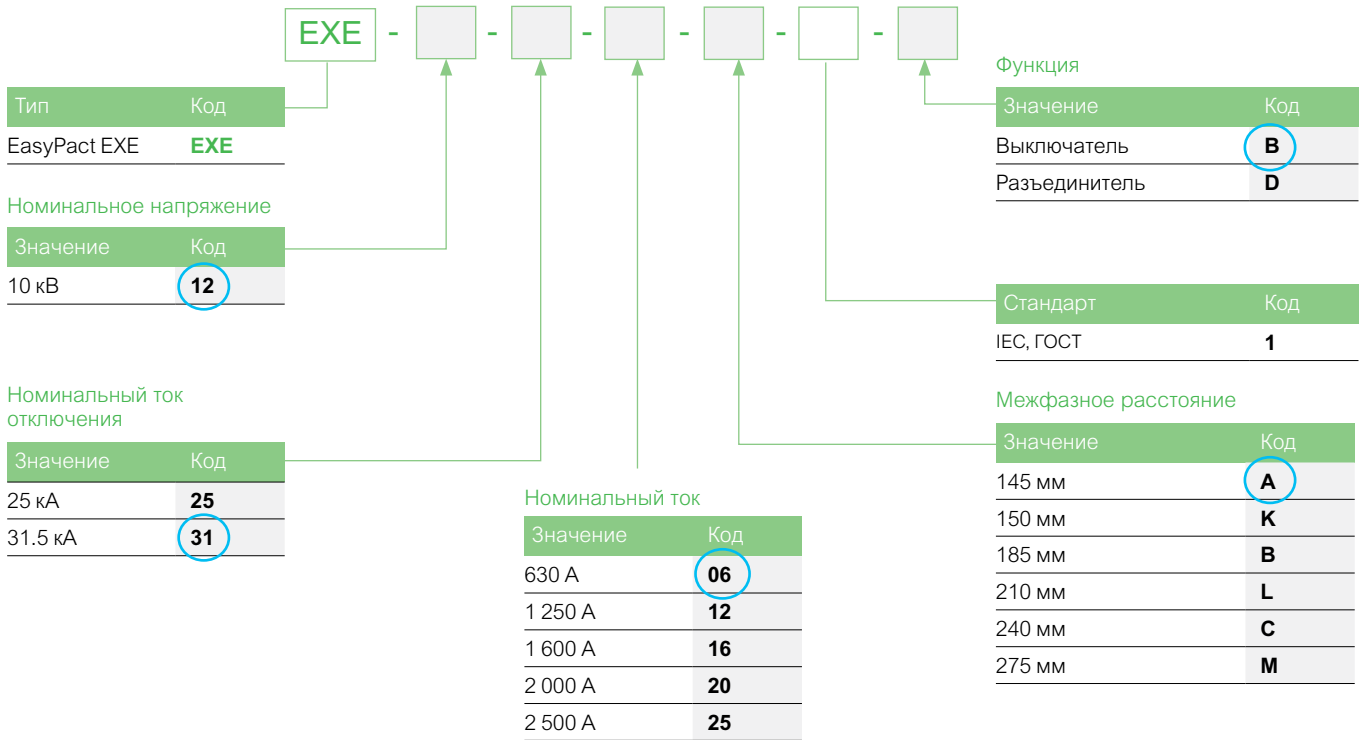 EXE - - - - - -
Тип Код
EasyPact EXE EXE
Номинальное напряжение
Значение Код
10 кВ 12
Номинальный ток
отключения
Значение Код
25 кА 25
31.5 кА 31
Номинальный ток
Значение Код
630 А 06
1 250 А 12
1 600 А 16
2 000 А 20
2 500 А 25
Функция
Значение Код
Выключатель B
Разъединитель D
Стандарт Код
IEC, ГОСТ 1
Межфазное расстояние
Значение Код
145 мм A
150 мм K
185 мм B
210 мм L
240 мм C
275 мм M